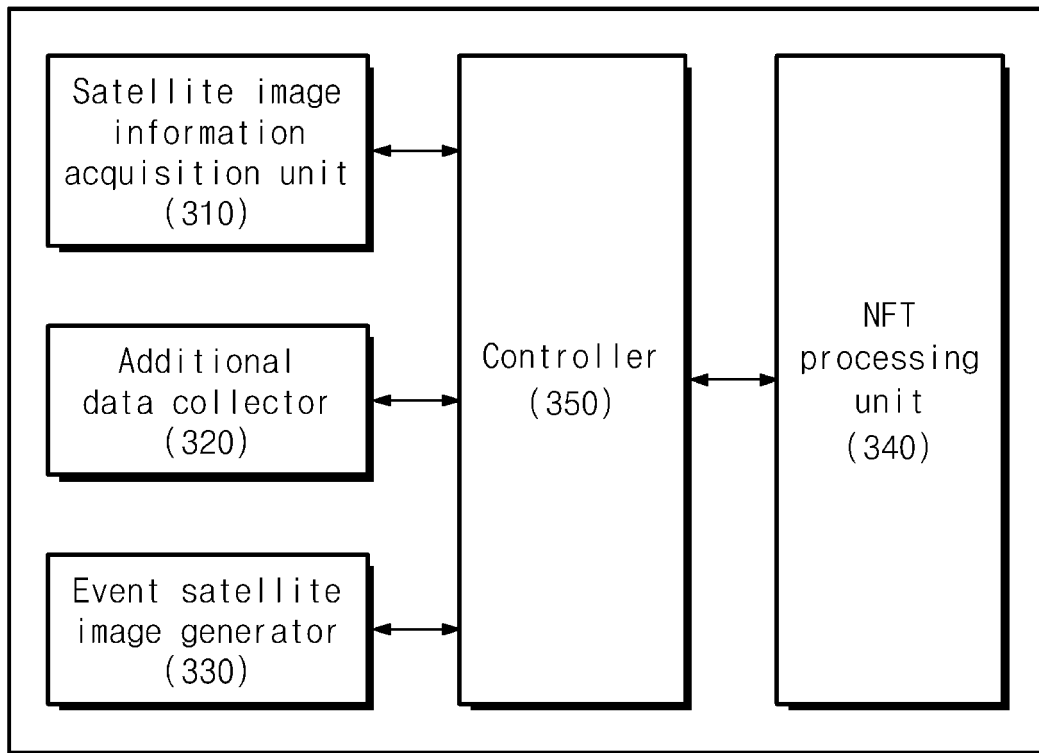 Satellite image
information
acquisition unit
(310)
Additional
data collector
(320)
Event satellite
image generator
(330)
Controller
(350)
NFT
processing
unit
(340)